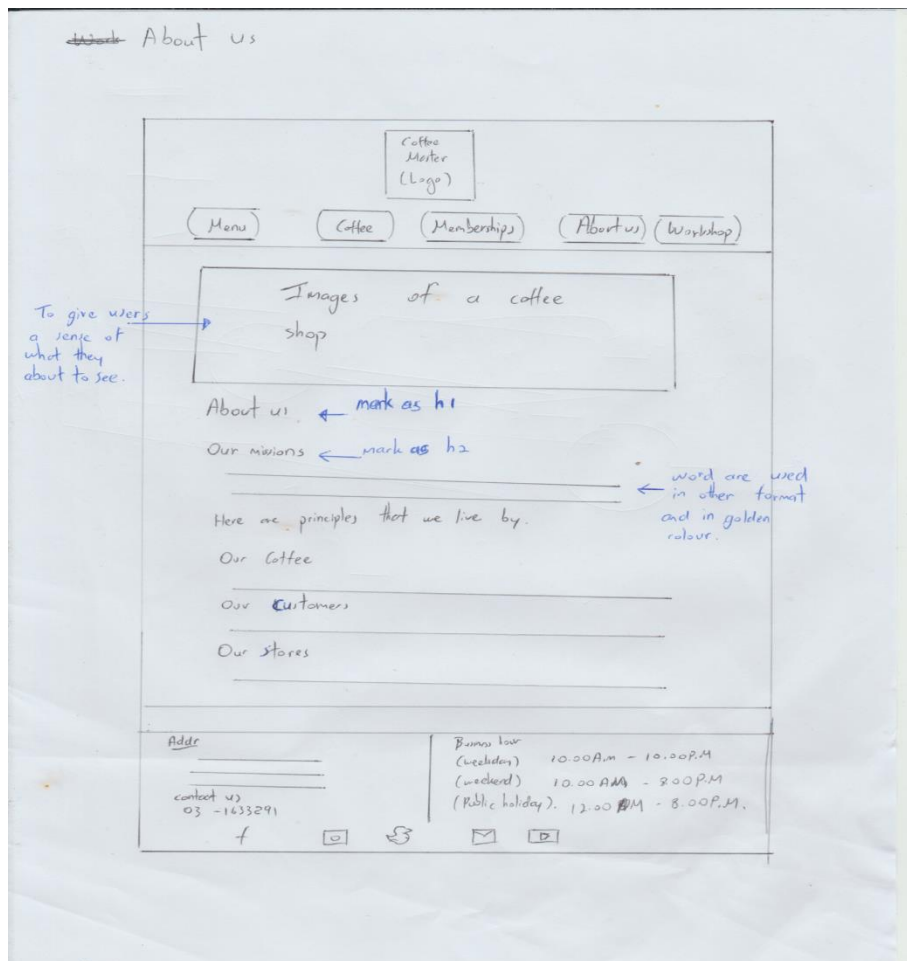 Work About us
Coffee
Master
(Logo)
Menu Coffee Memberships About us Workshop
Images of a coffee
shop
To give users
a sense of
what they
about to see.
About us mark as h1
Our missions mark as h2
word are used
in other format
and in golden
colour.
Here are principles that we live by.
Our Coffee
Our Customers
Our Stores
Addr
contact us
03 -1633291
Business hour
(weekday) 10.00A.m - 10.00P.M
(weekend) 10.00 AM - 800P.M
(Public holiday). 12.00 PM - 8.00P.M.